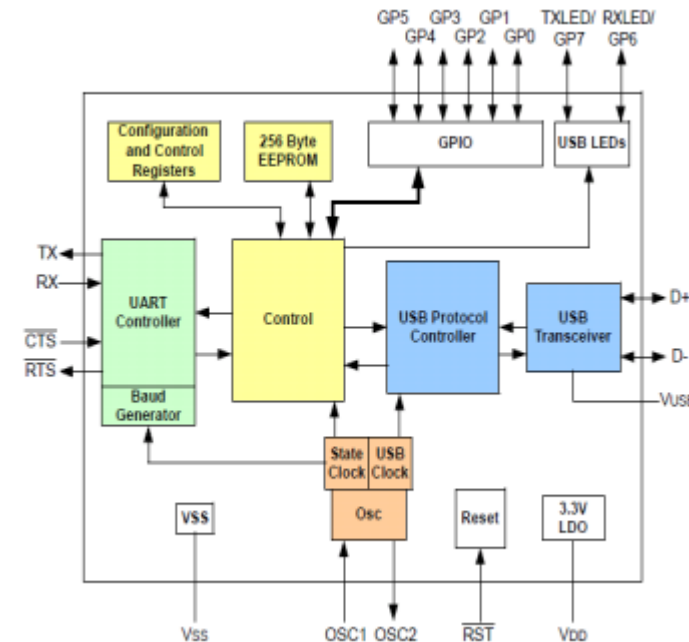 GP5 GP3 GP1 TXLED/ RXLED/
GP4 GP2 GP0 GP7 GP6
Configuration
and Control
Registers
256 Byte
EEPROM
GPIO
USB LEDs
TX
RX
CTS
RTS
UART
Controller
Baud
Generator
Control
USB Protocol
Controller
USB
Transceiver
D+
D-
VUSB
State
Clock
USB
Clock
Osc
VSS
Reset
3.3V
LDO
VSS
OSC1 OSC2
RST
VDD